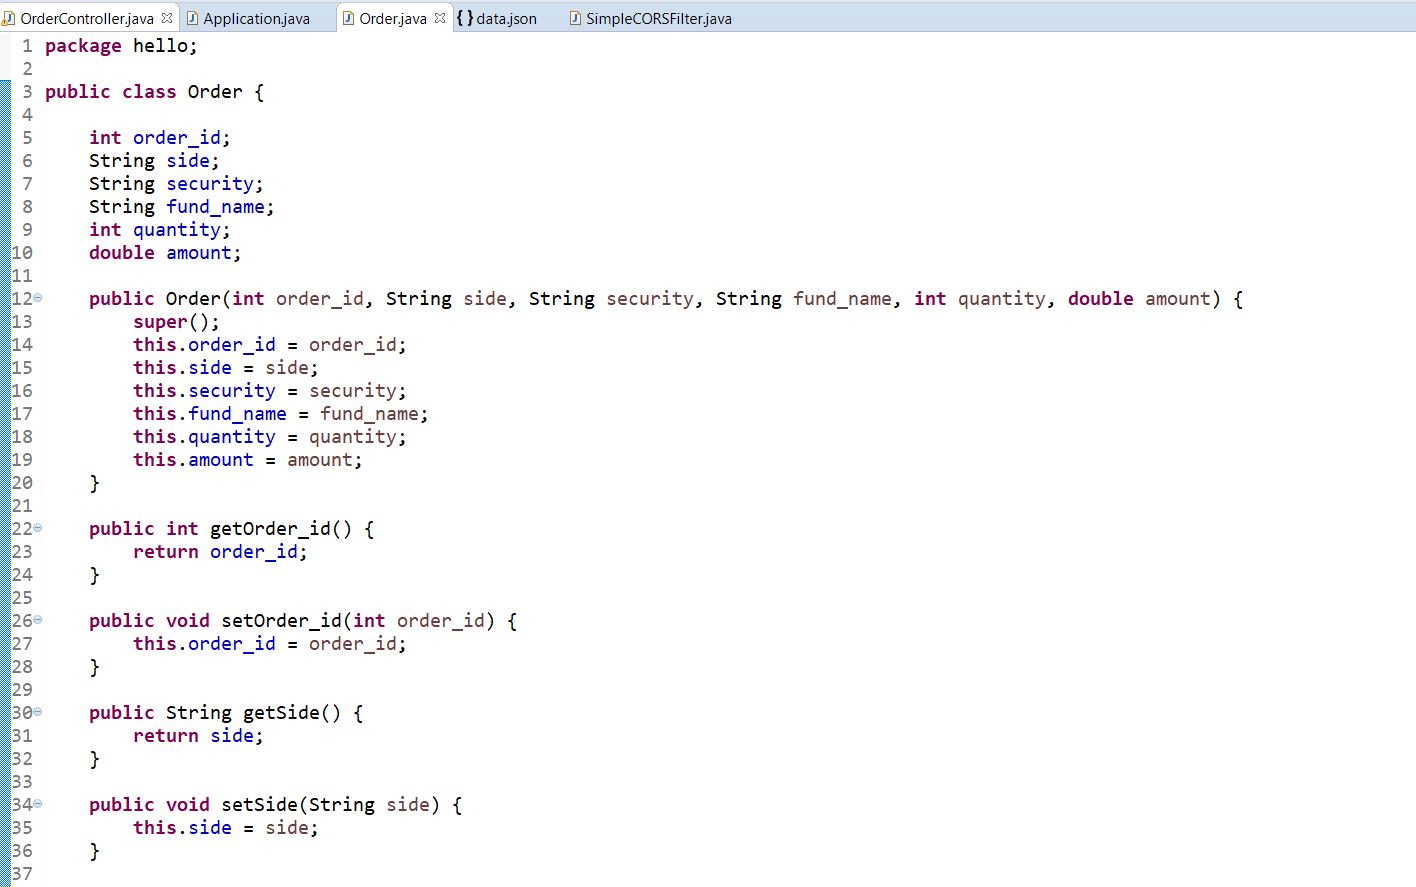 OrderController.java Application.java Order.java { } data.json SimpleCORSFilter.java
1 package hello;
2
3 public class Order {
4
5     int order_id;
6     String side;
7     String security;
8     String fund_name;
9     int quantity;
10     double amount;
11
12     public Order(int order_id, String side, String security, String fund_name, int quantity, double amount) {
13         super();
14         this.order_id = order_id;
15         this.side = side;
16         this.security = security;
17         this.fund_name = fund_name;
18         this.quantity = quantity;
19         this.amount = amount;
20     }
21
22     public int getOrder_id() {
23         return order_id;
24     }
25
26     public void setOrder_id(int order_id) {
27         this.order_id = order_id;
28     }
29
30     public String getSide() {
31         return side;
32     }
33
34     public void setSide(String side) {
35         this.side = side;
36     }
37